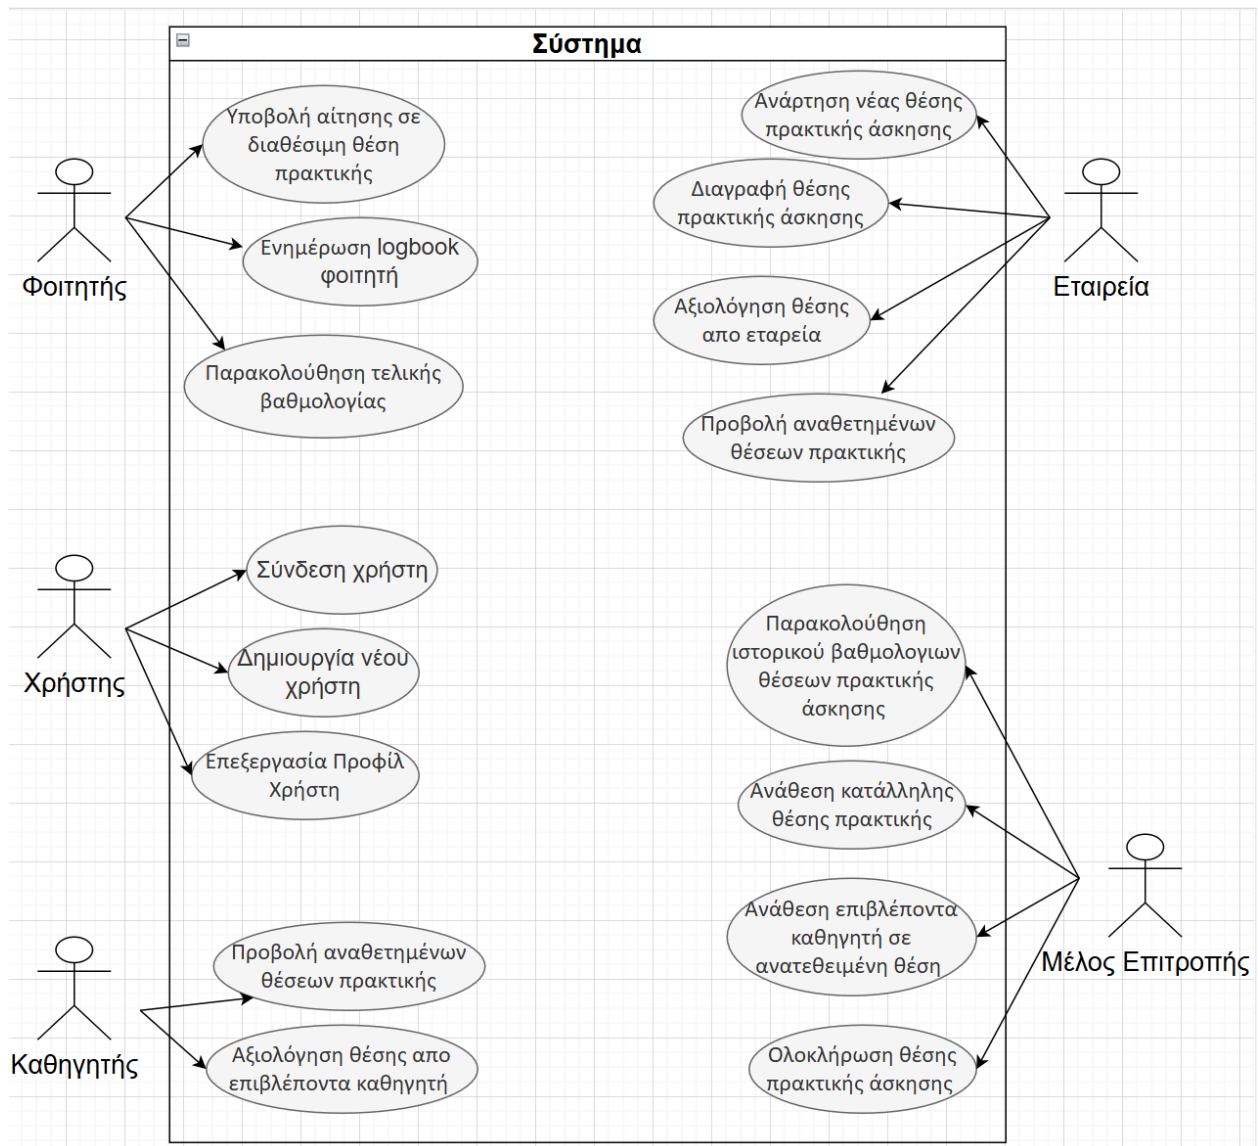 Σύστημα
Υποβολή αίτησης σε
διαθέσιμη θέση
πρακτικής
Ενημέρωση logbook
φοιτητή
Παρακολούθηση τελικής
βαθμολογίας
Φοιτητής
Ανάρτηση νέας θέσης
πρακτικής άσκησης
Διαγραφή θέσης
πρακτικής άσκησης
Αξιολόγηση θέσης
απο εταρεία
Προβολή αναθετημένων
θέσεων πρακτικής
Εταιρεία
Σύνδεση χρήστη
Δημιουργία νέου
χρήστη
Επεξεργασία Προφίλ
Χρήστη
Χρήστης
Παρακολούθηση
ιστορικού βαθμολογιων
θέσεων πρακτικής
άσκησης
Ανάθεση κατάλληλης
θέσης πρακτικής
Ανάθεση επιβλέποντα
καθηγητή σε
ανατεθειμένη θέση
Ολοκλήρωση θέσης
πρακτικής άσκησης
Μέλος Επιτροπής
Προβολή αναθετημένων
θέσεων πρακτικής
Αξιολόγηση θέσης απο
επιβλέποντα καθηγητή
Καθηγητής